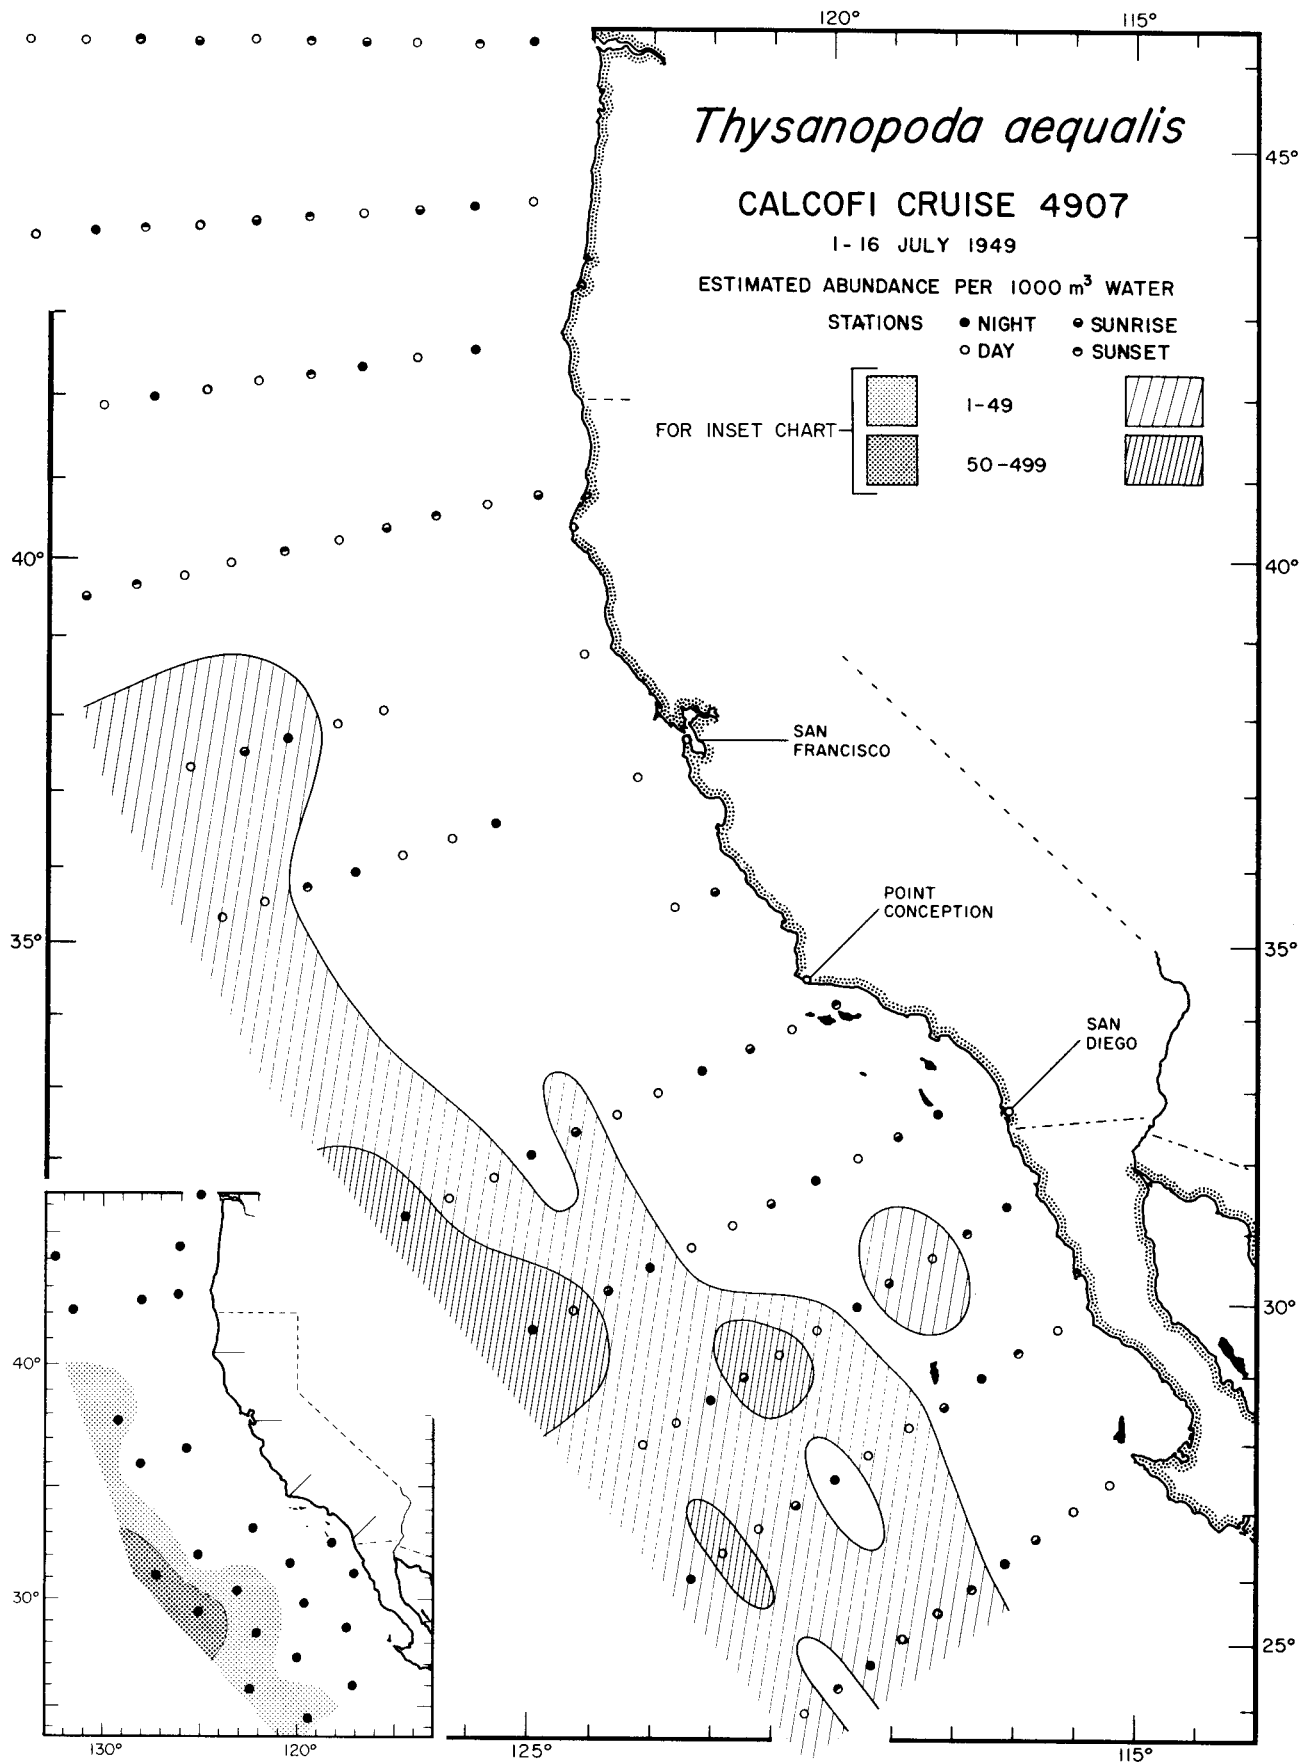 120° 115°
Thysanopoda aequalis
45°
CALCOFI CRUISE 4907
1-16 JULY 1949
ESTIMATED ABUNDANCE PER 1000 m³ WATER
STATIONS NIGHT SUNRISE
DAY SUNSET
1-49
FOR INSET CHART
50-499
40° 40°
SAN
FRANCISCO
POINT
CONCEPTION
35° 35°
SAN
DIEGO
30°
40°
30°
25°
130° 120° 125° 115°